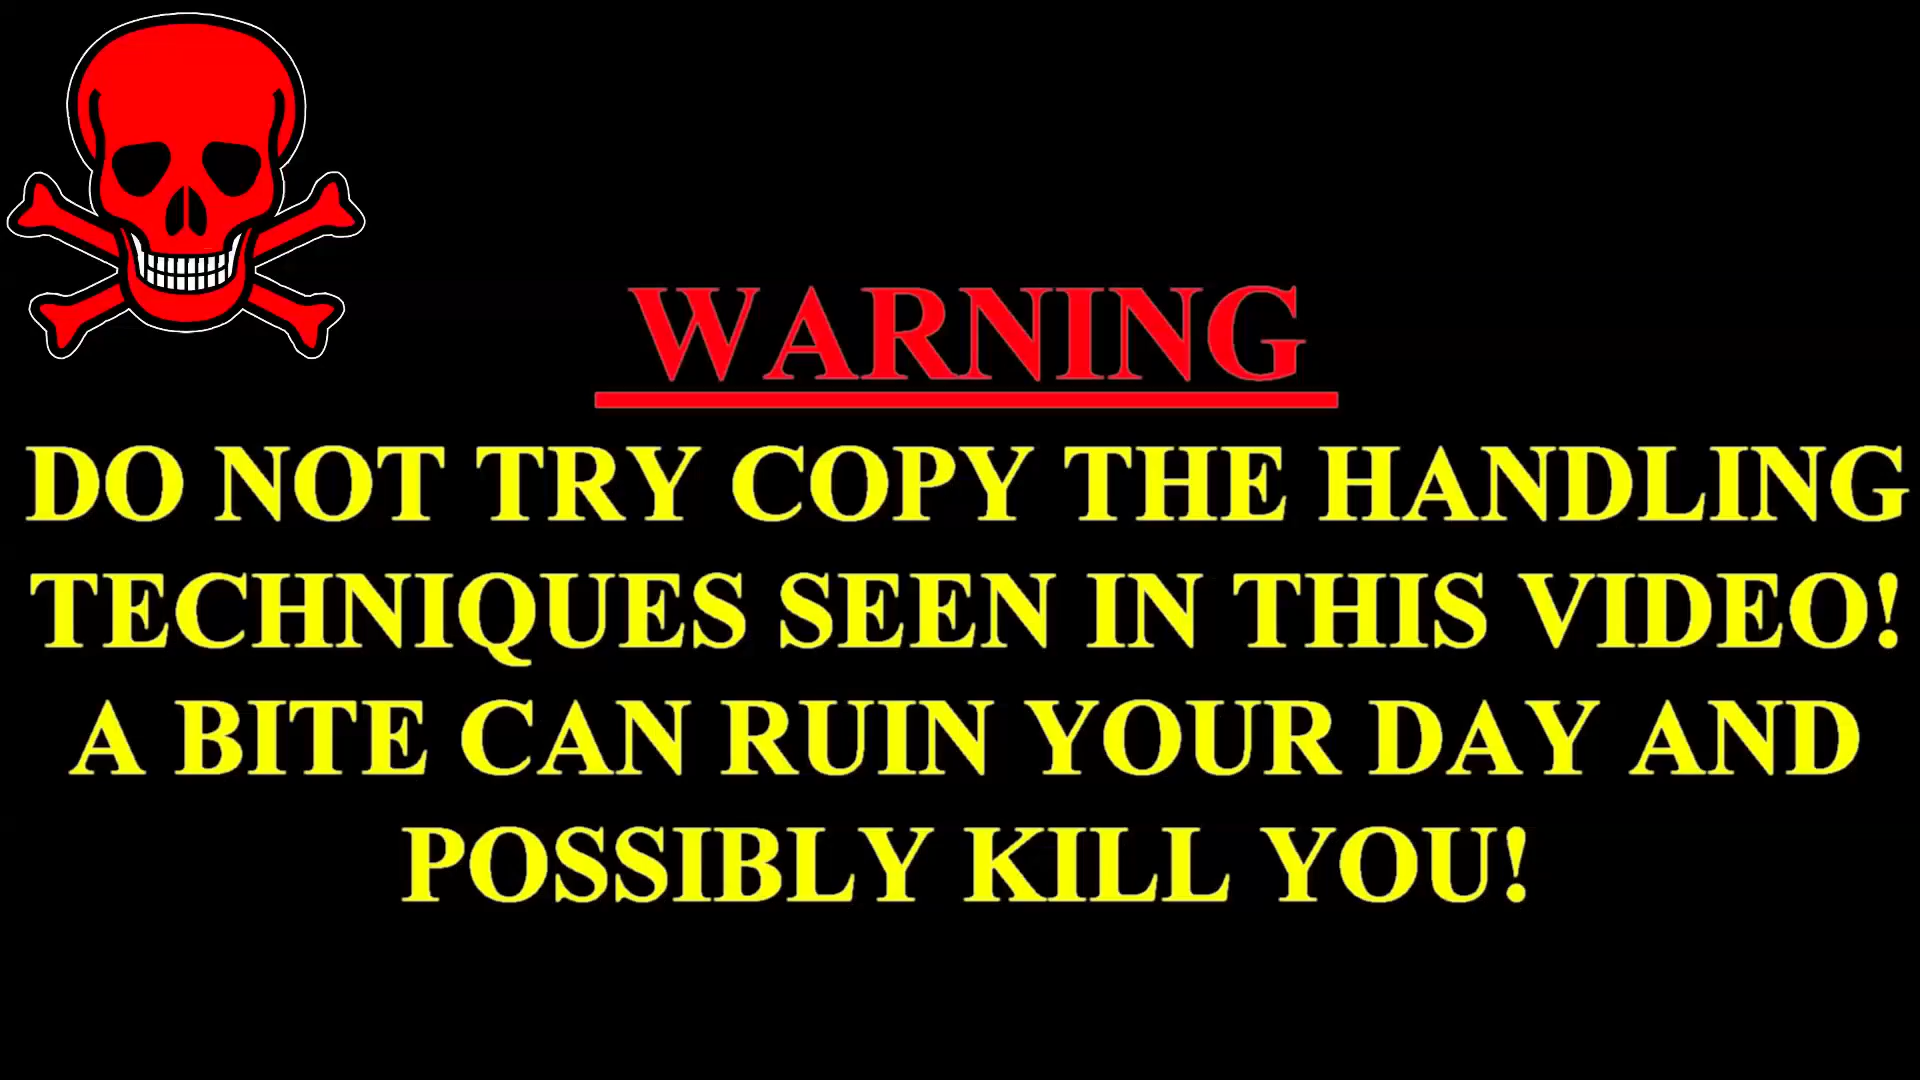 WARNING
DO NOT TRY COPY THE HANDLING
TECHNIQUES SEEN IN THIS VIDEO!
A BITE CAN RUIN YOUR DAY AND
POSSIBLY KILL YOU!